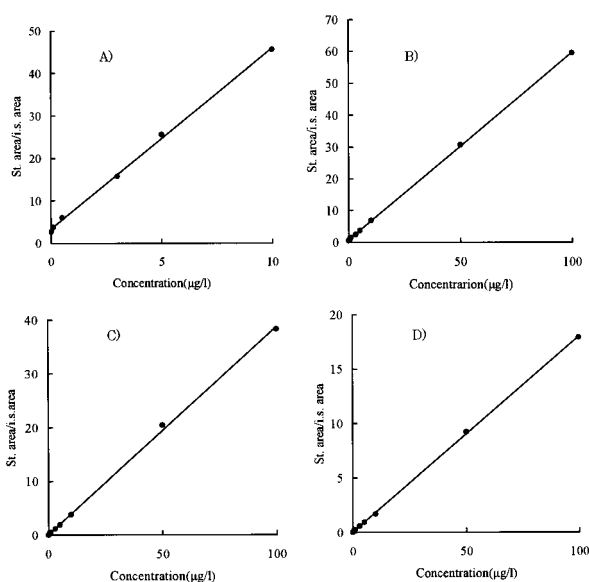 A)
St. area/i.s. area
50
40
30
20
10
0
0 5 10
Concentration(μg/l)
B)
St. area/i.s. area
70
60
50
40
30
20
10
0
0 50 100
Concentrarion(μg/l)
C)
St. area/i.s.area
40
30
20
10
0
0 50 100
Concentration(μg/l)
D)
St. area/i.s. area
20
15
10
5
0
0 50 100
Concentration(μg/l)